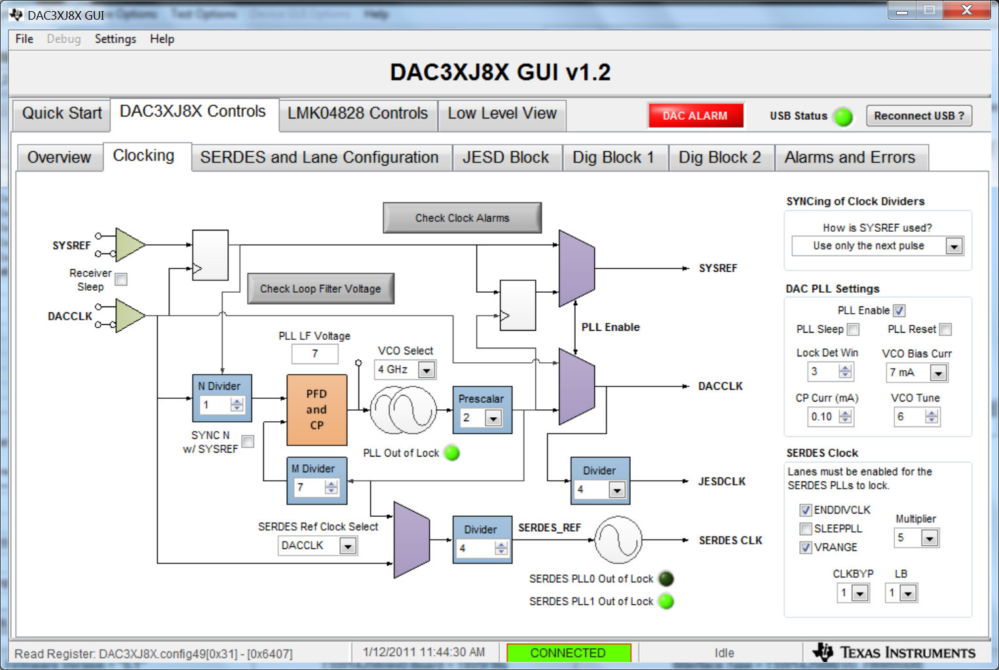 DAC3XJ8X GUI
File Debug Settings Help
DAC3XJ8X GUI v1.2
Quick Start DAC3XJ8X Controls LMK04828 Controls Low Level View DAC ALARM USB Status Reconnect USB ?
Overview Clocking SERDES and Lane Configuration JESD Block Dig Block 1 Dig Block 2 Alarms and Errors
Check Clock Alarms
SYSREF
Receiver
Sleep
DACCLK
Check Loop Filter Voltage
SYSREF
PLL Enable
PLL LF Voltage
7
VCO Select
4 GHz
N Divider
1
PFD
and
CP
Prescalar
2
DACCLK
SYNC N
w/ SYSREF
PLL Out of Lock
M Divider
7
Divider
4
JESDCLK
SERDES Ref Clock Select
DACCLK
Divider
4
SERDES_REF
SERDES CLK
SERDES PLL0 Out of Lock
SERDES PLL1 Out of Lock
SYNCing of Clock Dividers
How is SYSREF used?
Use only the next pulse
DAC PLL Settings
PLL Enable
PLL Sleep PLL Reset
Lock Det Win VCO Bias Curr
3 7 mA
CP Curr (mA) VCO Tune
0.10 6
SERDES Clock
Lanes must be enabled for the
SERDES PLLs to lock.
ENDDIVCLK
SLEEPPLL
VRANGE
Multiplier
5
CLKBYP LB
1 1
Read Register: DAC3XJ8X.config49[0x31] - [0x6407] 1/12/2011 11:44:30 AM CONNECTED Idle TEXAS INSTRUMENTS